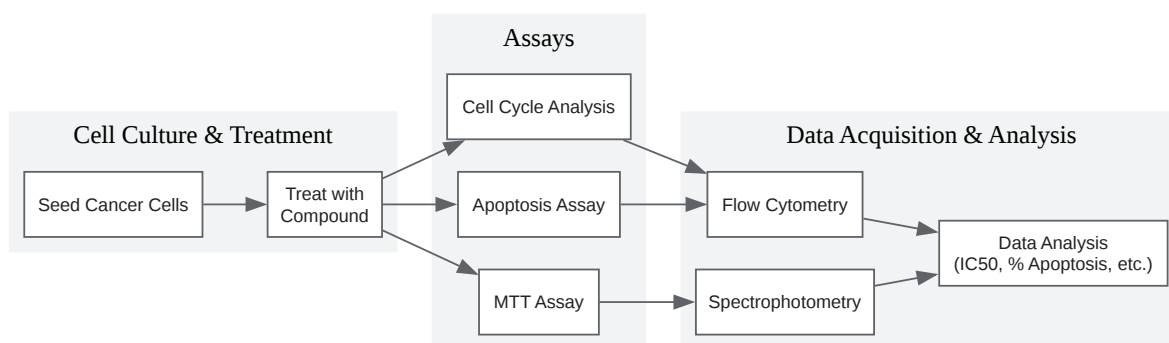 Cell Culture & Treatment
Seed Cancer Cells
Treat with
Compound
Assays
Cell Cycle Analysis
Apoptosis Assay
MTT Assay
Data Acquisition & Analysis
Flow Cytometry
Spectrophotometry
Data Analysis
(IC50, % Apoptosis, etc.)